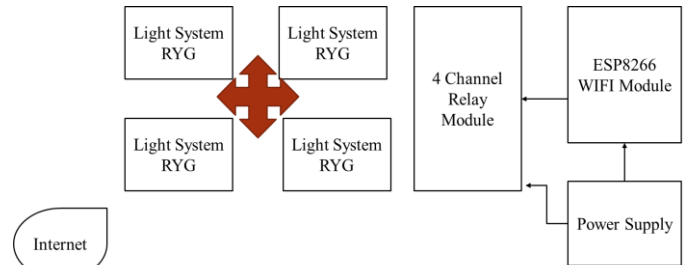 Light System
RYG
Light System
RYG
4 Channel
Relay
Module
ESP8266
WIFI Module
Light System
RYG
Light System
RYG
Internet
Power Supply